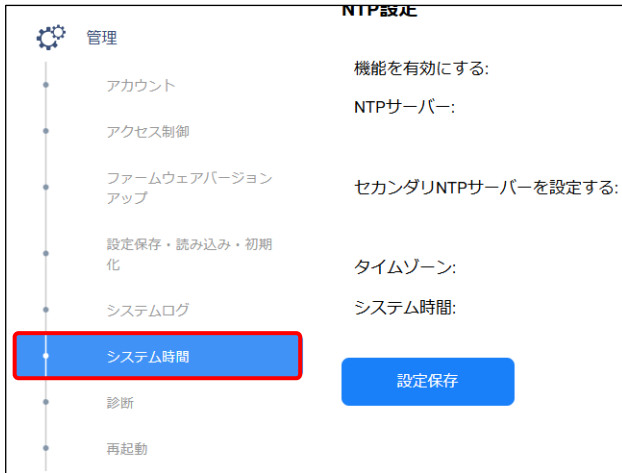 管理
アカウント
アクセス制御
ファームウェアバージョン
アップ
設定保存・読み込み・初期
化
システムログ
システム時間
診断
再起動
NTP設定
機能を有効にする:
NTPサーバー:
セカンダリNTPサーバーを設定する:
タイムゾーン:
システム時間:
設定保存